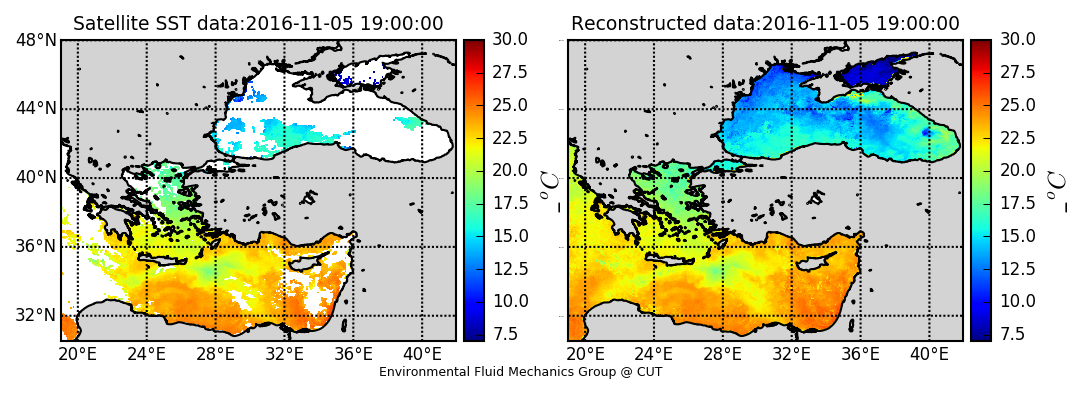 Satellite SST data:2016-11-05 19:00:00
Reconstructed data:2016-11-05 19:00:00
48°N
44°N
40°N
36°N
32°N
20°E 24°E 28°E 32°E 36°E 40°E
30.0
27.5
25.0
22.5
20.0
17.5
15.0
12.5
10.0
7.5
°C
20°E 24°E 28°E 32°E 36°E 40°E
30.0
27.5
25.0
22.5
20.0
17.5
15.0
12.5
10.0
7.5
°C
Environmental Fluid Mechanics Group @ CUT